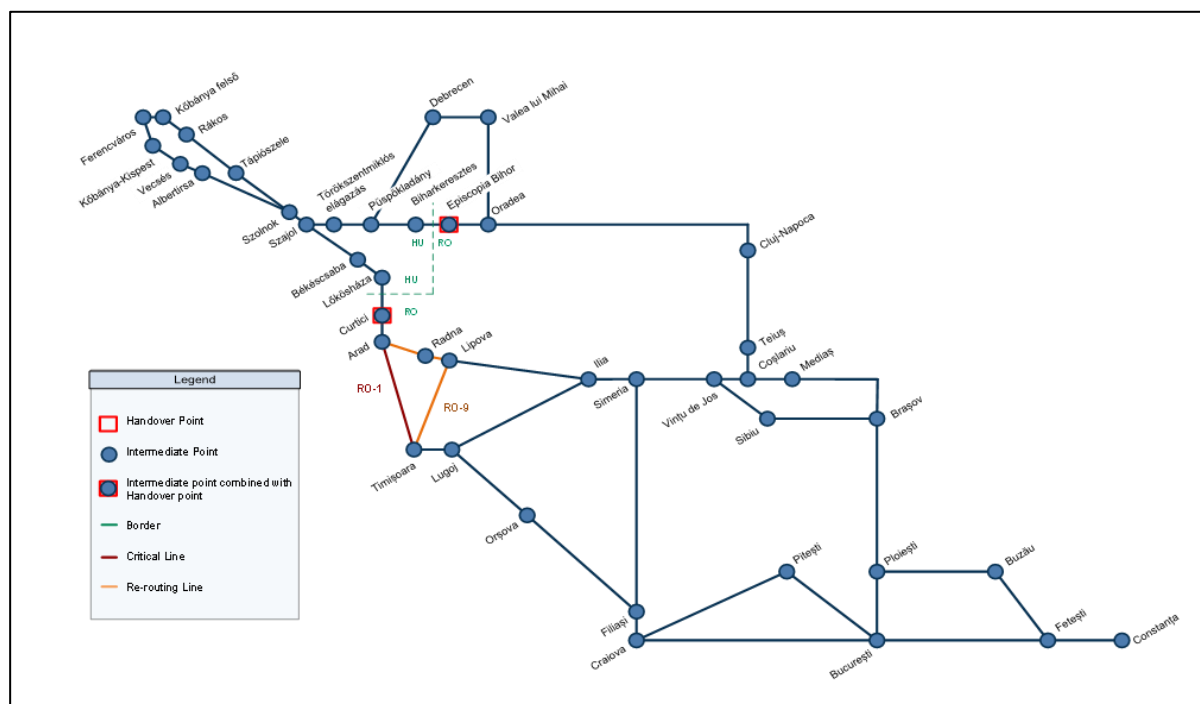 Kőbánya felső
Debrecen
Valea lui Mihai
Rákos
Ferencváros
Tápiószele
Kőbánya-Kispest
Vecsés
Albertirsa
Törökszentmiklós
elágazás
Püspökladány
Biharkeresztes
Episcopia Bihor
Oradea
Szolnok
Szajol
HU
RO
Cluj-Napoca
Békéscsaba
HU
Lőkösháza
RO
Curtici
Radna
Lipova
Teiuș
Arad
Ilia
Coșlariu
Mediaș
Legend
RO-1
Simeria
RO-9
Vințu de Jos
Brașov
Sibiu
Handover Point
Intermediate Point
Timișoara
Lugoj
Intermediate point combined with
Handover point
Border
Orșova
Critical Line
Pitești
Ploiești
Buzău
Re-routing Line
Filiași
Fetești
Constanța
Craiova
București